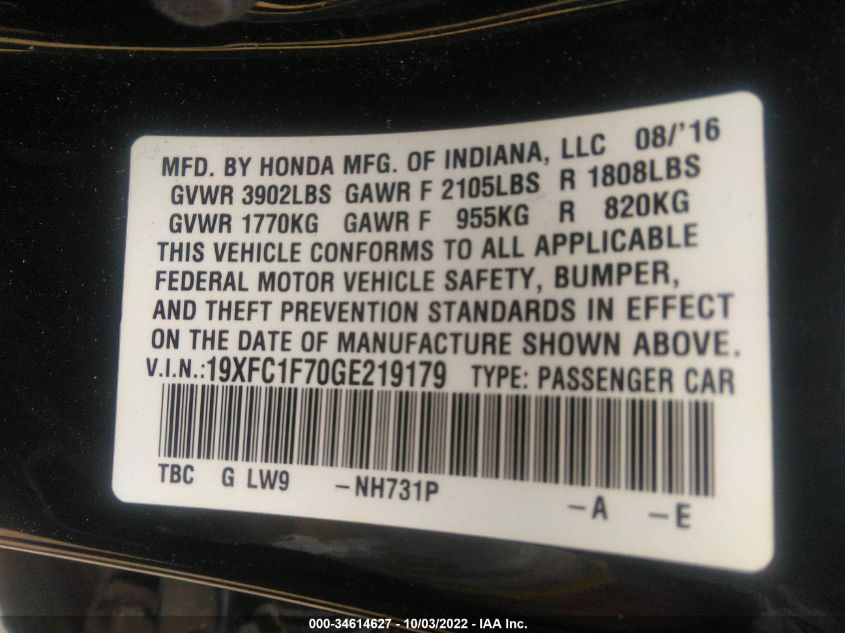 MFD. BY HONDA MFG. OF INDIANA, LLC 08/'16
GVWR 3902LBS GAWR F 2105LBS R 1808LBS
GVWR 1770KG GAWR F 955KG R 820KG
THIS VEHICLE CONFORMS TO ALL APPLICABLE
FEDERAL MOTOR VEHICLE SAFETY, BUMPER,
AND THEFT PREVENTION STANDARDS IN EFFECT
ON THE DATE OF MANUFACTURE SHOWN ABOVE.
V.I.N.:19XFC1F70GE219179 TYPE: PASSENGER CAR
TBC G LW9 -NH731P -A -E
000-34614627 - 10/03/2022 - IAA Inc.